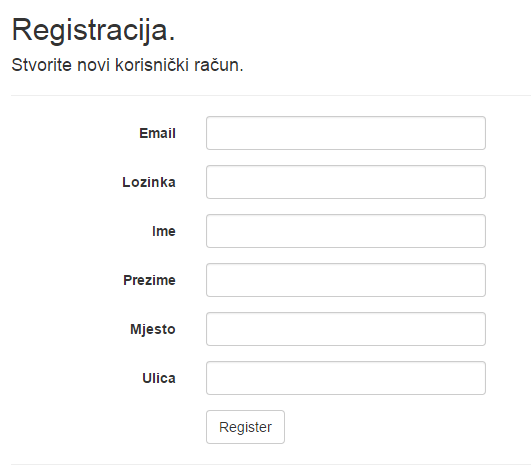 Registracija.
Stvorite novi korisnički račun.
Email
Lozinka
Ime
Prezime
Mjesto
Ulica
Register